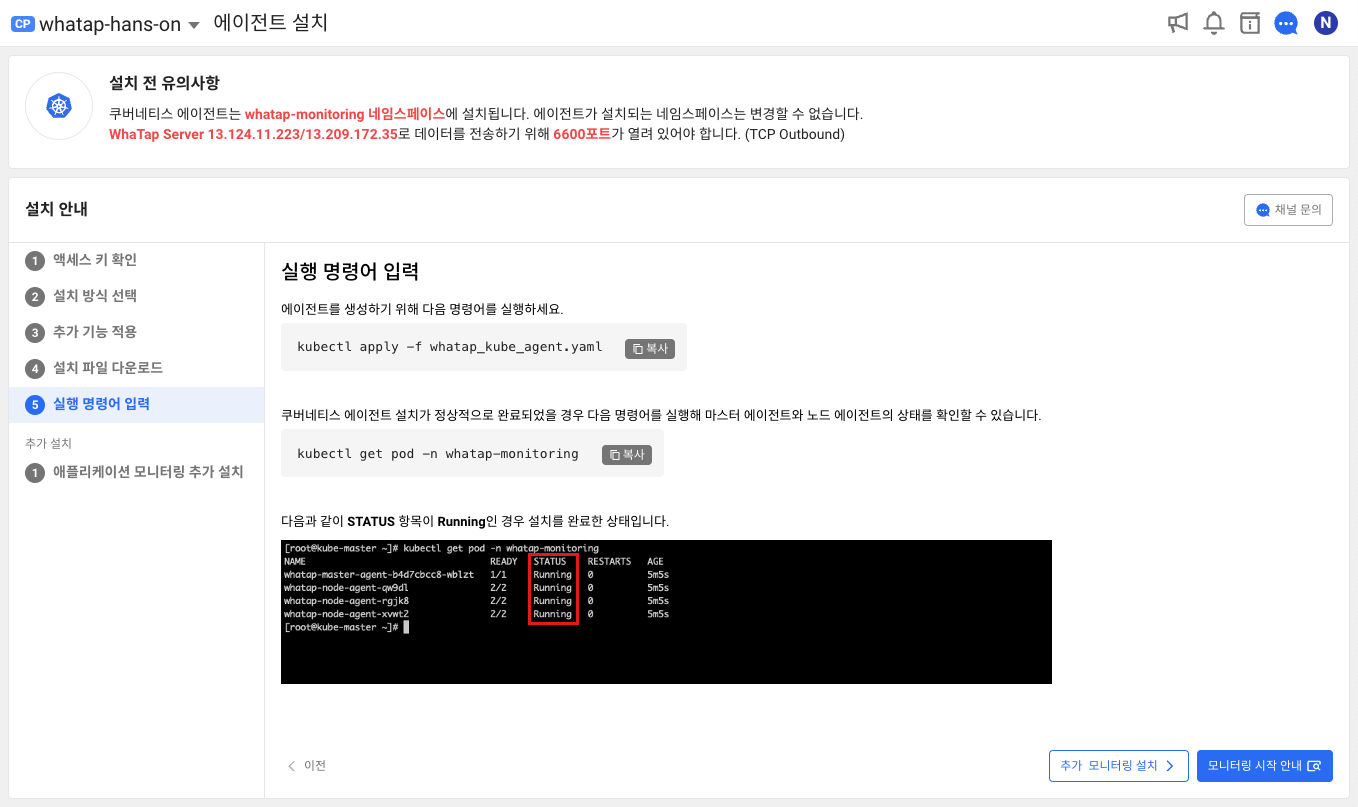 CP whatap-hans-on 에이전트 설치
N
설치 전 유의사항
쿠버네티스 에이전트는 whatap-monitoring 네임스페이스에 설치됩니다. 에이전트가 설치되는 네임스페이스는 변경할 수 없습니다.
WhaTap Server 13.124.11.223/13.209.172.35로 데이터를 전송하기 위해 6600포트가 열려 있어야 합니다. (TCP Outbound)
설치 안내
채널 문의
1 액세스 키 확인
2 설치 방식 선택
3 추가 기능 적용
4 설치 파일 다운로드
5 실행 명령어 입력
추가 설치
1 애플리케이션 모니터링 추가 설치
실행 명령어 입력
에이전트를 생성하기 위해 다음 명령어를 실행하세요.
kubectl apply -f whatap_kube_agent.yaml 복사
쿠버네티스 에이전트 설치가 정상적으로 완료되었을 경우 다음 명령어를 실행해 마스터 에이전트와 노드 에이전트의 상태를 확인할 수 있습니다.
kubectl get pod -n whatap-monitoring 복사
다음과 같이 STATUS 항목이 Running인 경우 설치를 완료한 상태입니다.
[root@kube-master ~]# kubectl get pod -n whatap-monitoring
NAME READY STATUS RESTARTS AGE
whatap-master-agent-b4d7cbcc8-wblzt 1/1 Running 0 5m5s
whatap-node-agent-qw9dl 2/2 Running 0 5m5s
whatap-node-agent-rgjk8 2/2 Running 0 5m5s
whatap-node-agent-xvwt2 2/2 Running 0 5m5s
[root@kube-master ~]#
이전
추가 모니터링 설치
모니터링 시작 안내